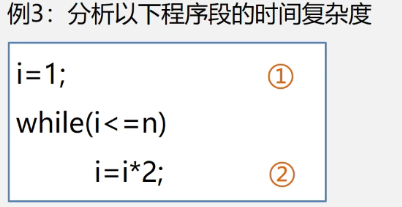 例3：分析以下程序段的时间复杂度
i=1; ①
while(i<=n)
i=i*2; ②